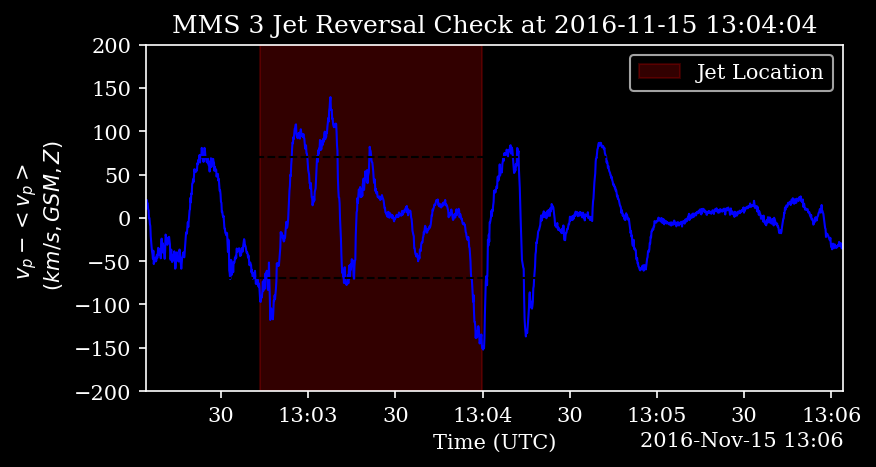 MMS 3 Jet Reversal Check at 2016-11-15 13:04:04
Jet Location
200
150
100
50
0
−50
−100
−150
−200
v_p − < v_p >
(km/s, GSM, Z)
30 13:03 30 13:04 30 13:05 30 13:06
Time (UTC)
2016-Nov-15 13:06